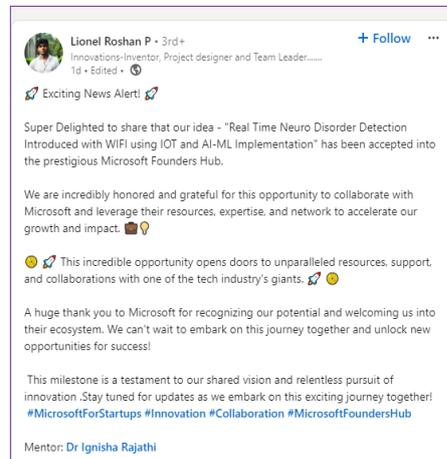 Lionel Roshan P • 3rd+
+ Follow ...
Innovations-Inventor, Project designer and Team Leader.......
1d • Edited •
🚀 Exciting News Alert! 🚀
Super Delighted to share that our idea - "Real Time Neuro Disorder Detection
Introduced with WIFI using IOT and AI-ML Implementation" has been accepted into
the prestigious Microsoft Founders Hub.
We are incredibly honored and grateful for this opportunity to collaborate with
Microsoft and leverage their resources, expertise, and network to accelerate our
growth and impact. 💼💡
🚀 This incredible opportunity opens doors to unparalleled resources, support,
and collaborations with one of the tech industry's giants. 🚀
A huge thank you to Microsoft for recognizing our potential and welcoming us into
their ecosystem. We can't wait to embark on this journey together and unlock new
opportunities for success!
This milestone is a testament to our shared vision and relentless pursuit of
innovation .Stay tuned for updates as we embark on this exciting journey together!
#MicrosoftForStartups #Innovation #Collaboration #MicrosoftFoundersHub
Mentor: Dr Ignisha Rajathi